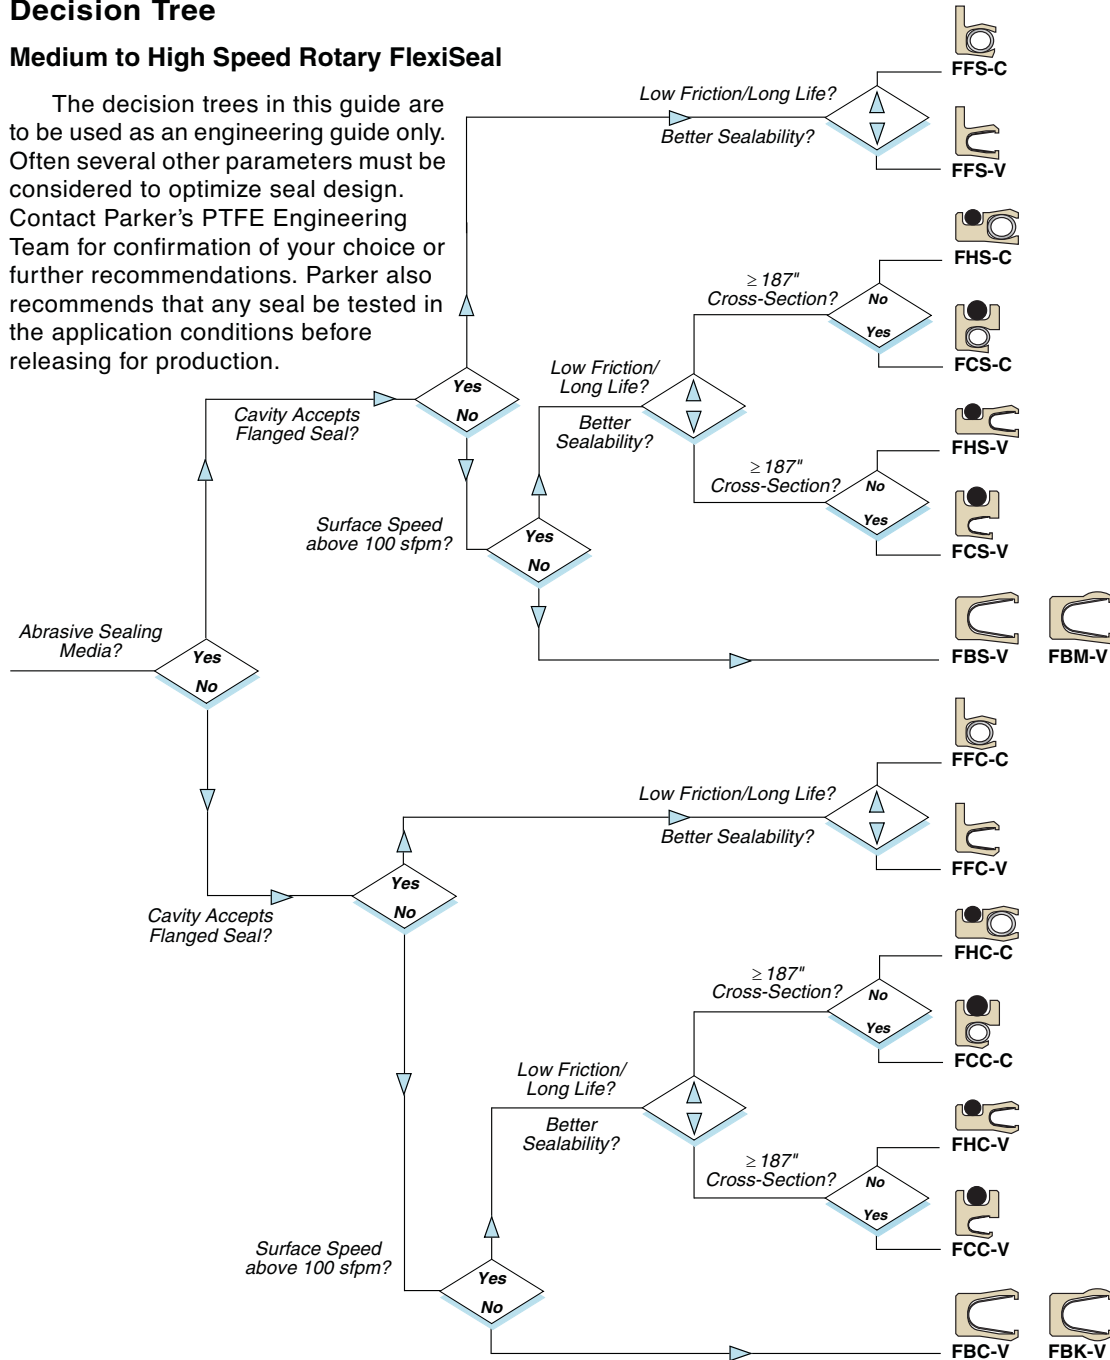 Decision Tree
Medium to High Speed Rotary FlexiSeal
The decision trees in this guide are
to be used as an engineering guide only.
Often several other parameters must be
considered to optimize seal design.
Contact Parker's PTFE Engineering
Team for confirmation of your choice or
further recommendations. Parker also
recommends that any seal be tested in
the application conditions before
releasing for production.
FFS-C
Low Friction/Long Life?
Better Sealability?
FFS-V
FHS-C
≥ 187"
Cross-Section?
No
Yes
FCS-C
Low Friction/
Long Life?
Better
Sealability?
Yes
No
Cavity Accepts
Flanged Seal?
FHS-V
≥ 187"
Cross-Section?
No
Yes
FCS-V
Surface Speed
above 100 sfpm?
Yes
No
Abrasive Sealing
Media?
Yes
No
FBS-V
FBM-V
FFC-C
Low Friction/Long Life?
Better Sealability?
FFC-V
Yes
No
Cavity Accepts
Flanged Seal?
FHC-C
≥ 187"
Cross-Section?
No
Yes
FCC-C
Low Friction/
Long Life?
Better
Sealability?
FHC-V
≥ 187"
Cross-Section?
No
Yes
FCC-V
Surface Speed
above 100 sfpm?
Yes
No
FBC-V
FBK-V